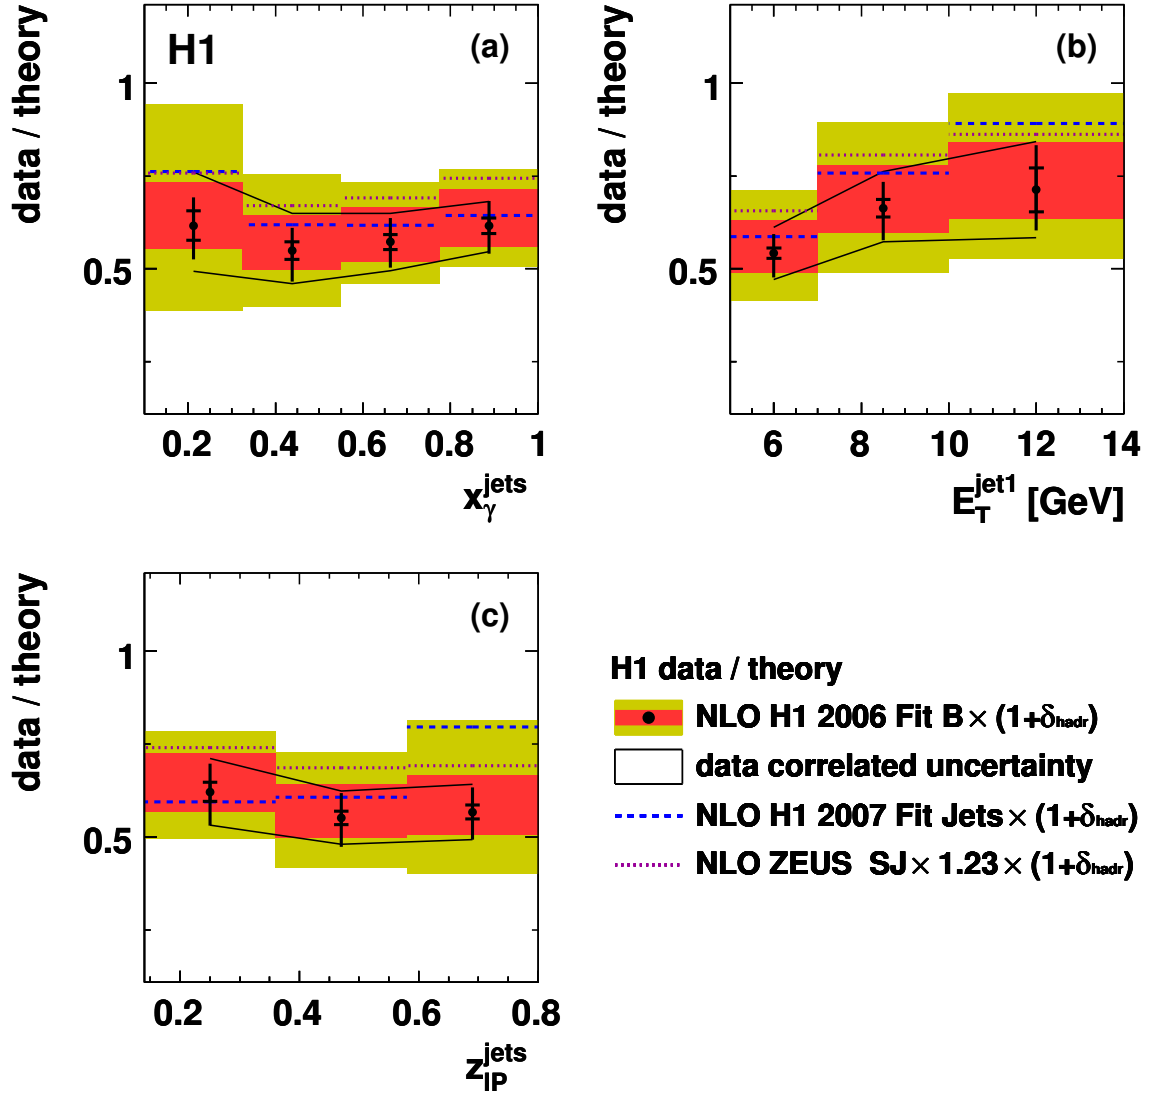 H1
(a)
data / theory
1
0.5
0.2 0.4 0.6 0.8 1
x_γ^jets
(b)
data / theory
1
0.5
6 8 10 12 14
E_T^jet1 [GeV]
(c)
data / theory
1
0.5
0.2 0.4 0.6 0.8
z_IP^jets
H1 data / theory
NLO H1 2006 Fit B × (1+δ_hadr)
data correlated uncertainty
NLO H1 2007 Fit Jets × (1+δ_hadr)
NLO ZEUS SJ × 1.23 × (1+δ_hadr)